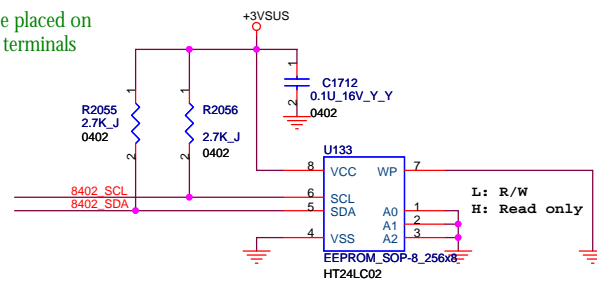 +3VSUS
e placed on
terminals
1
C1712
0.1U_16V_Y_Y
2
0402
1
1
R2055
2.7K_J
0402
R2056
2.7K_J
0402
2
2
U133
8
VCC
WP
7
8402_SCL
6
SCL
8402_SDA
5
SDA
A0
1
A1
2
4
VSS
A2
3
L: R/W
H: Read only
EEPROM_SOP-8_256x8
HT24LC02